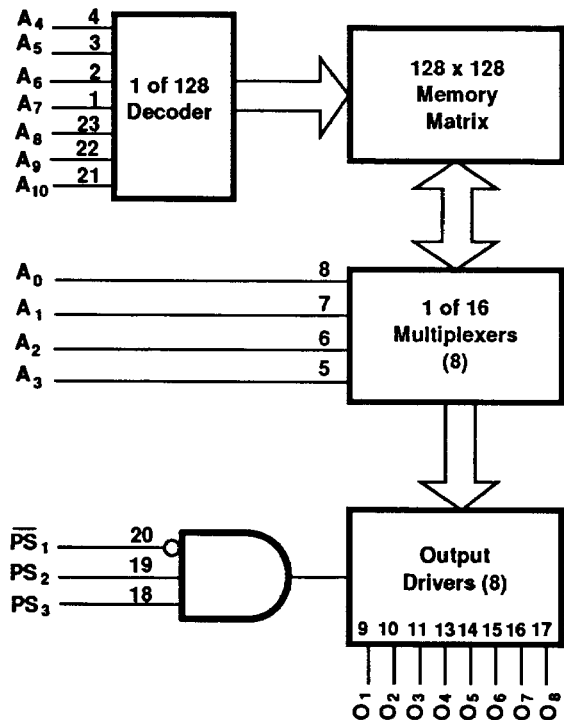 A₄ 4
A₅ 3
A₆ 2
A₇ 1
A₈ 23
A₉ 22
A₁₀ 21
1 of 128
Decoder
128 x 128
Memory
Matrix
A₀ 8
A₁ 7
A₂ 6
A₃ 5
1 of 16
Multiplexers
(8)
P̅S̅₁ 20
PS₂ 19
PS₃ 18
Output
Drivers (8)
9 10 11 13 14 15 16 17
O₁ O₂ O₃ O₄ O₅ O₆ O₇ O₈